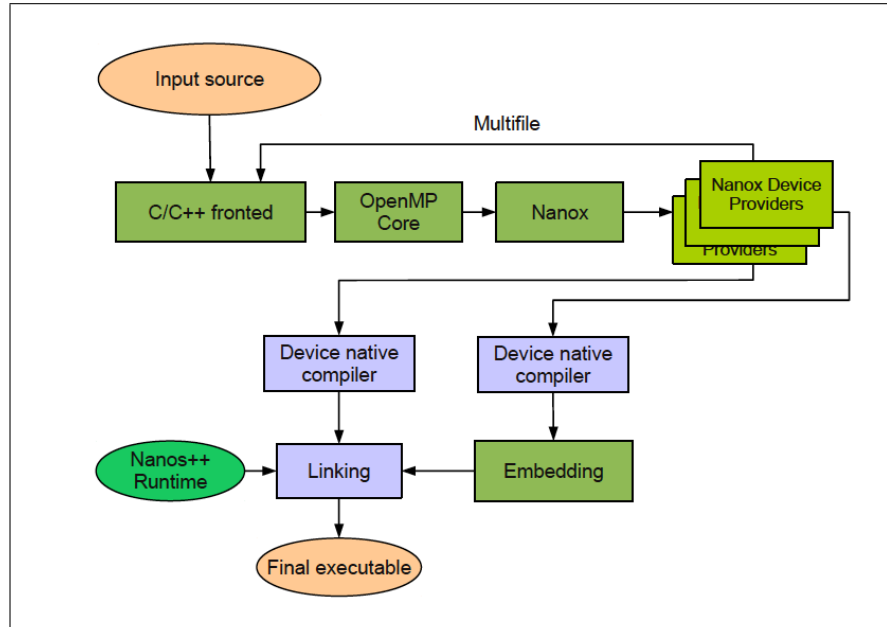 Input source
Multifile
C/C++ fronted
OpenMP
Core
Nanox
Nanox Device
Providers
Providers
Device native
compiler
Device native
compiler
Nanos++
Runtime
Linking
Embedding
Final executable